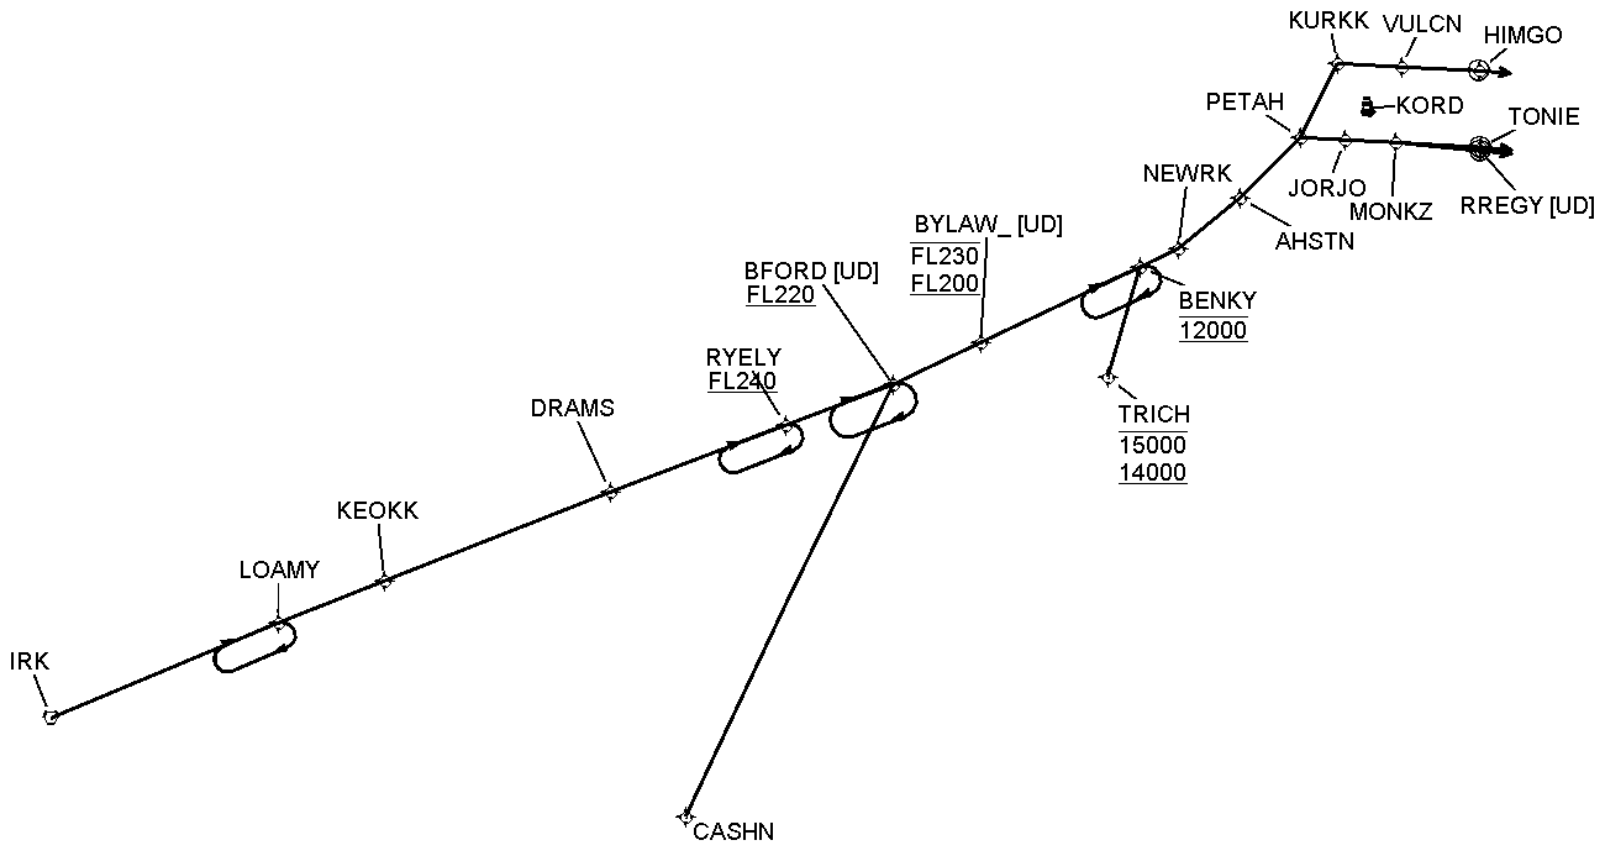 KURKK
VULCN
HIMGO
PETAH
KORD
TONIE
NEWRK
JORJO
MONKZ
RREGY [UD]
AHSTN
BYLAW_ [UD]
FL230
FL200
BFORD [UD]
FL220
BENKY
12000
RYELY
FL240
DRAMS
TRICH
15000
14000
KEOKK
LOAMY
IRK
CASHN